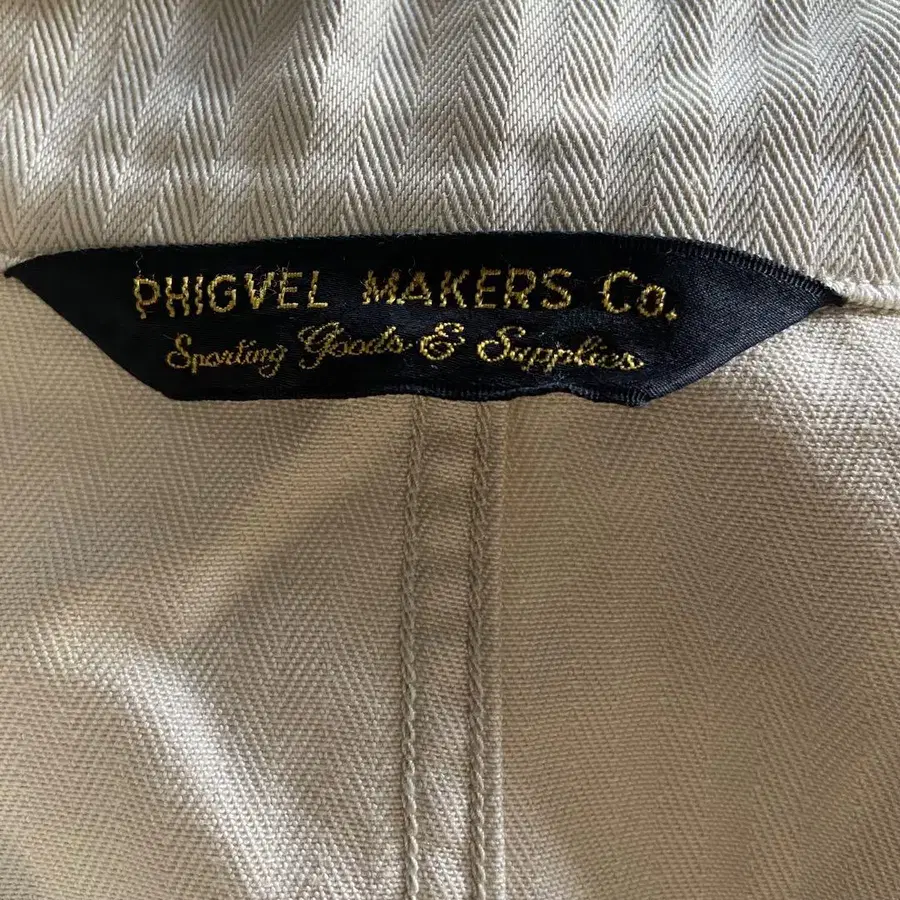 PHIGVEL MAKERS Co.
Sporting Goods & Supplies